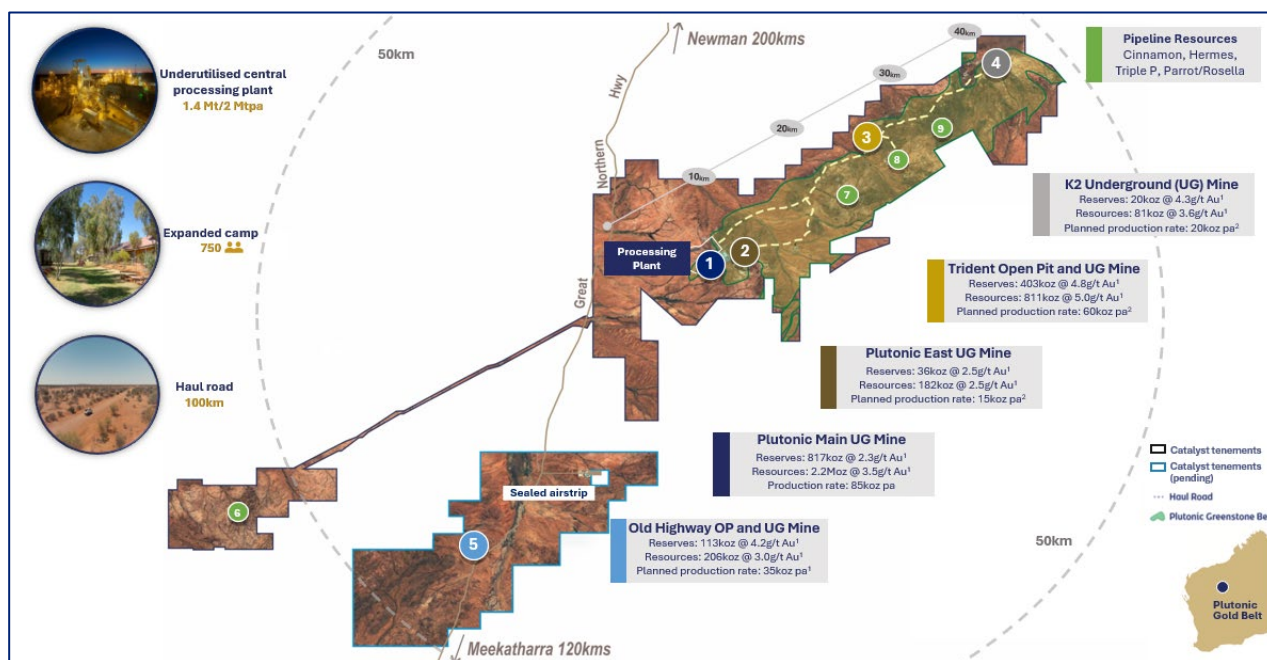 Underutilised central
processing plant
1.4 Mt/2 Mtpa
Expanded camp
750
Haul road
100km
50km
Newman 200kms
Hwy
Northern
Great
10km
20km
30km
40km
Processing
Plant
1
2
3
4
5
6
7
8
9
Sealed airstrip
Meekatharra 120kms
50km
Pipeline Resources
Cinnamon, Hermes,
Triple P, Parrot/Rosella
K2 Underground (UG) Mine
Reserves: 20koz @ 4.3g/t Au¹
Resources: 81koz @ 3.6g/t Au¹
Planned production rate: 20koz pa²
Trident Open Pit and UG Mine
Reserves: 403koz @ 4.8g/t Au¹
Resources: 811koz @ 5.0g/t Au¹
Planned production rate: 60koz pa²
Plutonic East UG Mine
Reserves: 36koz @ 2.5g/t Au¹
Resources: 182koz @ 2.5g/t Au¹
Planned production rate: 15koz pa²
Plutonic Main UG Mine
Reserves: 817koz @ 2.3g/t Au¹
Resources: 2.2Moz @ 3.5g/t Au¹
Production rate: 85koz pa
Old Highway OP and UG Mine
Reserves: 113koz @ 4.2g/t Au¹
Resources: 206koz @ 3.0g/t Au¹
Planned production rate: 35koz pa¹
Catalyst tenements
Catalyst tenements
(pending)
Haul Road
Plutonic Greenstone Be
Plutonic
Gold Belt